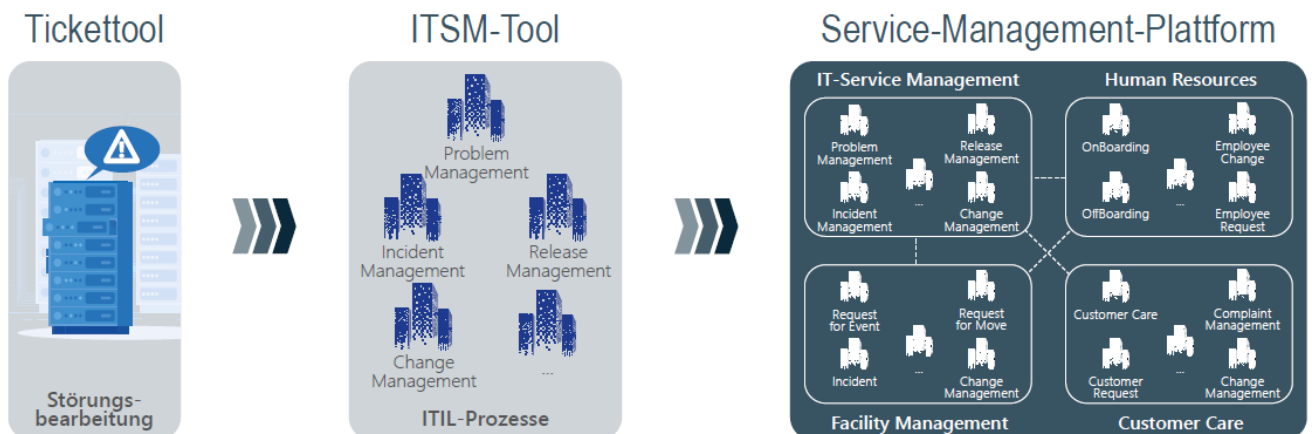 Tickettool
Störungs-
bearbeitung
ITSM-Tool
Problem
Management
Incident
Management
Release
Management
Change
Management
...
ITIL-Prozesse
Service-Management-Plattform
IT-Service Management
Problem
Management
Release
Management
...
Incident
Management
Change
Management
Human Resources
OnBoarding
Employee
Change
...
OffBoarding
Employee
Request
Request
for Event
Request
for Move
...
Incident
Change
Management
Facility Management
Customer Care
Complaint
Management
...
Customer
Request
Change
Management
Customer Care